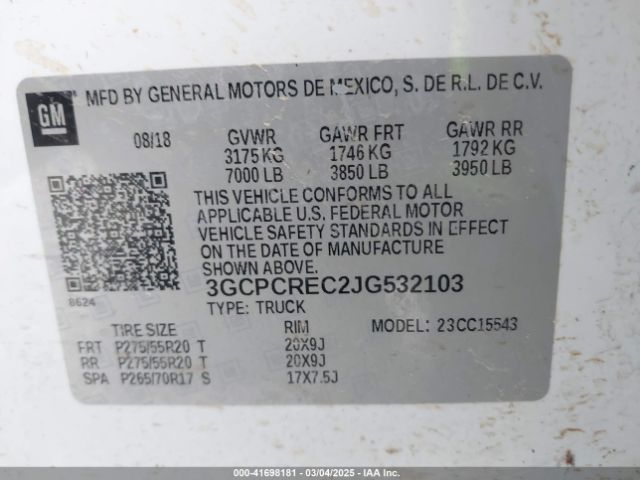 GM
MFD BY GENERAL MOTORS DE MEXICO, S. DE R.L. DE C.V.
08/18 GVWR GAWR FRT GAWR RR
3175 KG 1746 KG 1792 KG
7000 LB 3850 LB 3950 LB
THIS VEHICLE CONFORMS TO ALL
APPLICABLE U.S. FEDERAL MOTOR
VEHICLE SAFETY STANDARDS IN EFFECT
ON THE DATE OF MANUFACTURE
SHOWN ABOVE.
8624
3GCPCREC2JG532103
TYPE: TRUCK
TIRE SIZE RIM MODEL: 23CC15543
FRT P275/55R20 T 20X9J
RR P275/55R20 T 20X9J
SPA P265/70R17 S 17X7.5J
000-41698181 - 03/04/2025 - IAA, Inc.